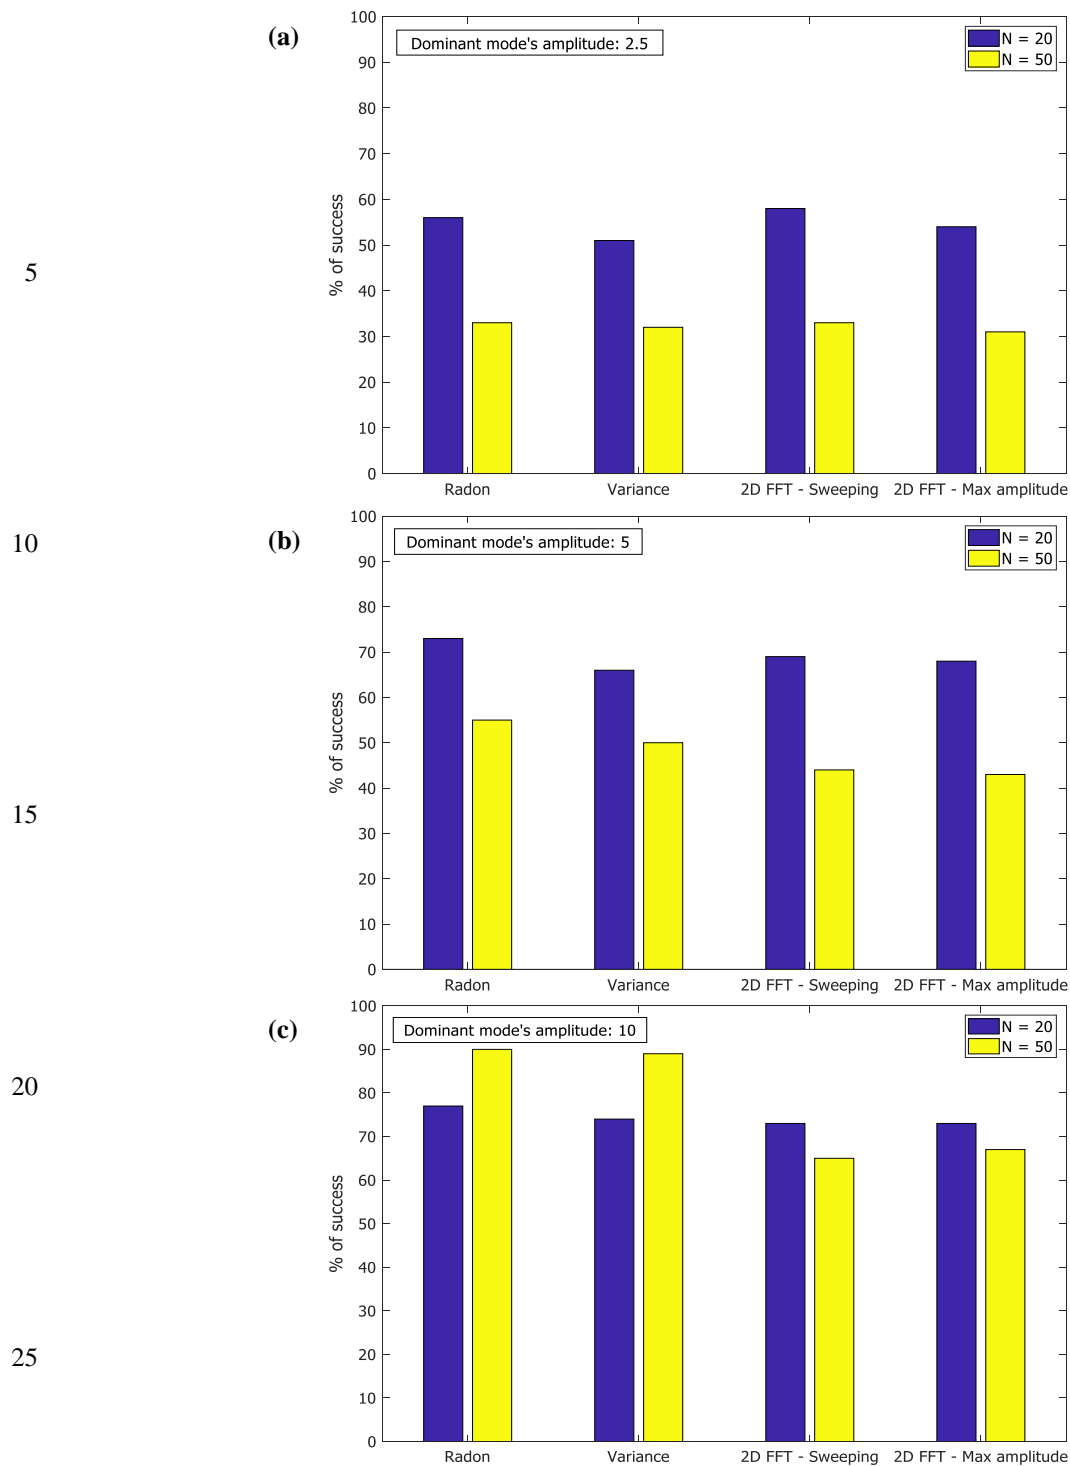 (a)
Dominant mode's amplitude: 2.5
N = 20
N = 50
100
90
80
70
60
50
40
30
20
10
0
% of success
Radon Variance 2D FFT - Sweeping 2D FFT - Max amplitude
5
10
(b)
Dominant mode's amplitude: 5
N = 20
N = 50
100
90
80
70
60
50
40
30
20
10
0
% of success
Radon Variance 2D FFT - Sweeping 2D FFT - Max amplitude
15
(c)
Dominant mode's amplitude: 10
N = 20
N = 50
100
90
80
70
60
50
40
30
20
10
0
% of success
Radon Variance 2D FFT - Sweeping 2D FFT - Max amplitude
20
25